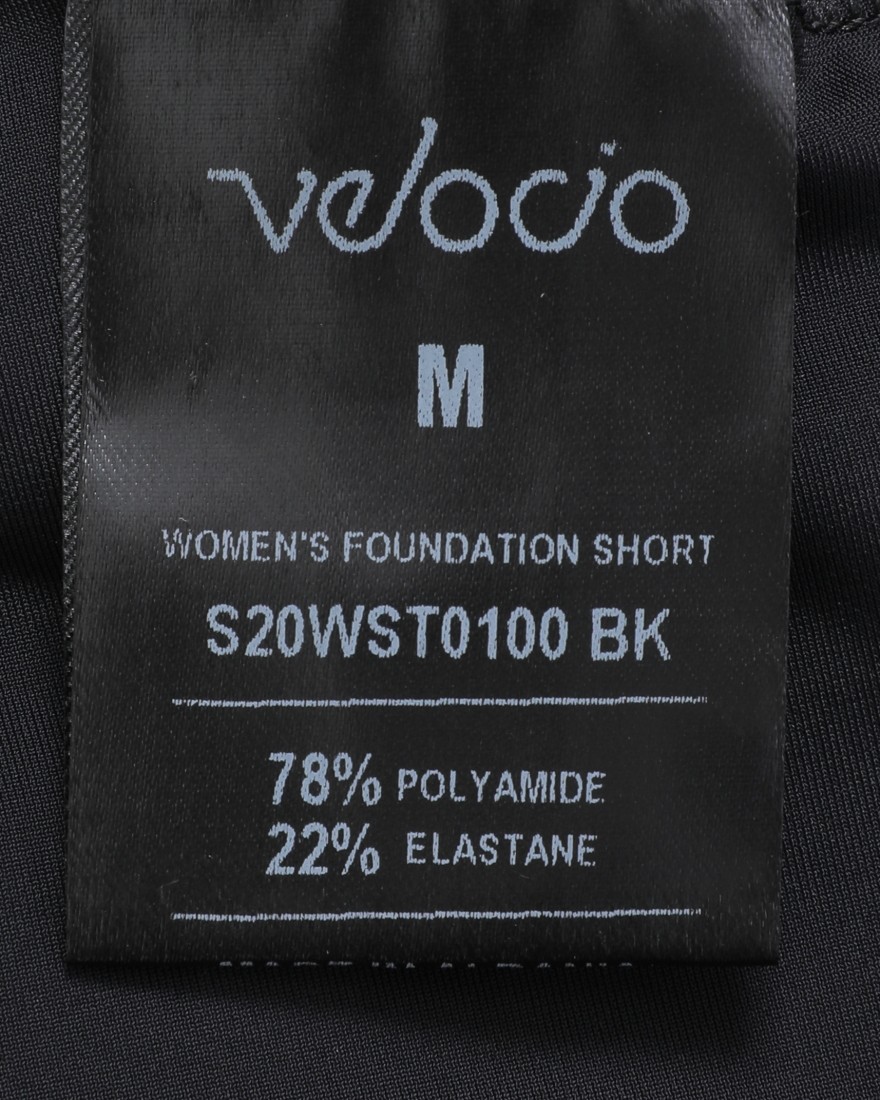 velocio
M
WOMEN'S FOUNDATION SHORT
S20WST0100 BK
78% POLYAMIDE
22% ELASTANE